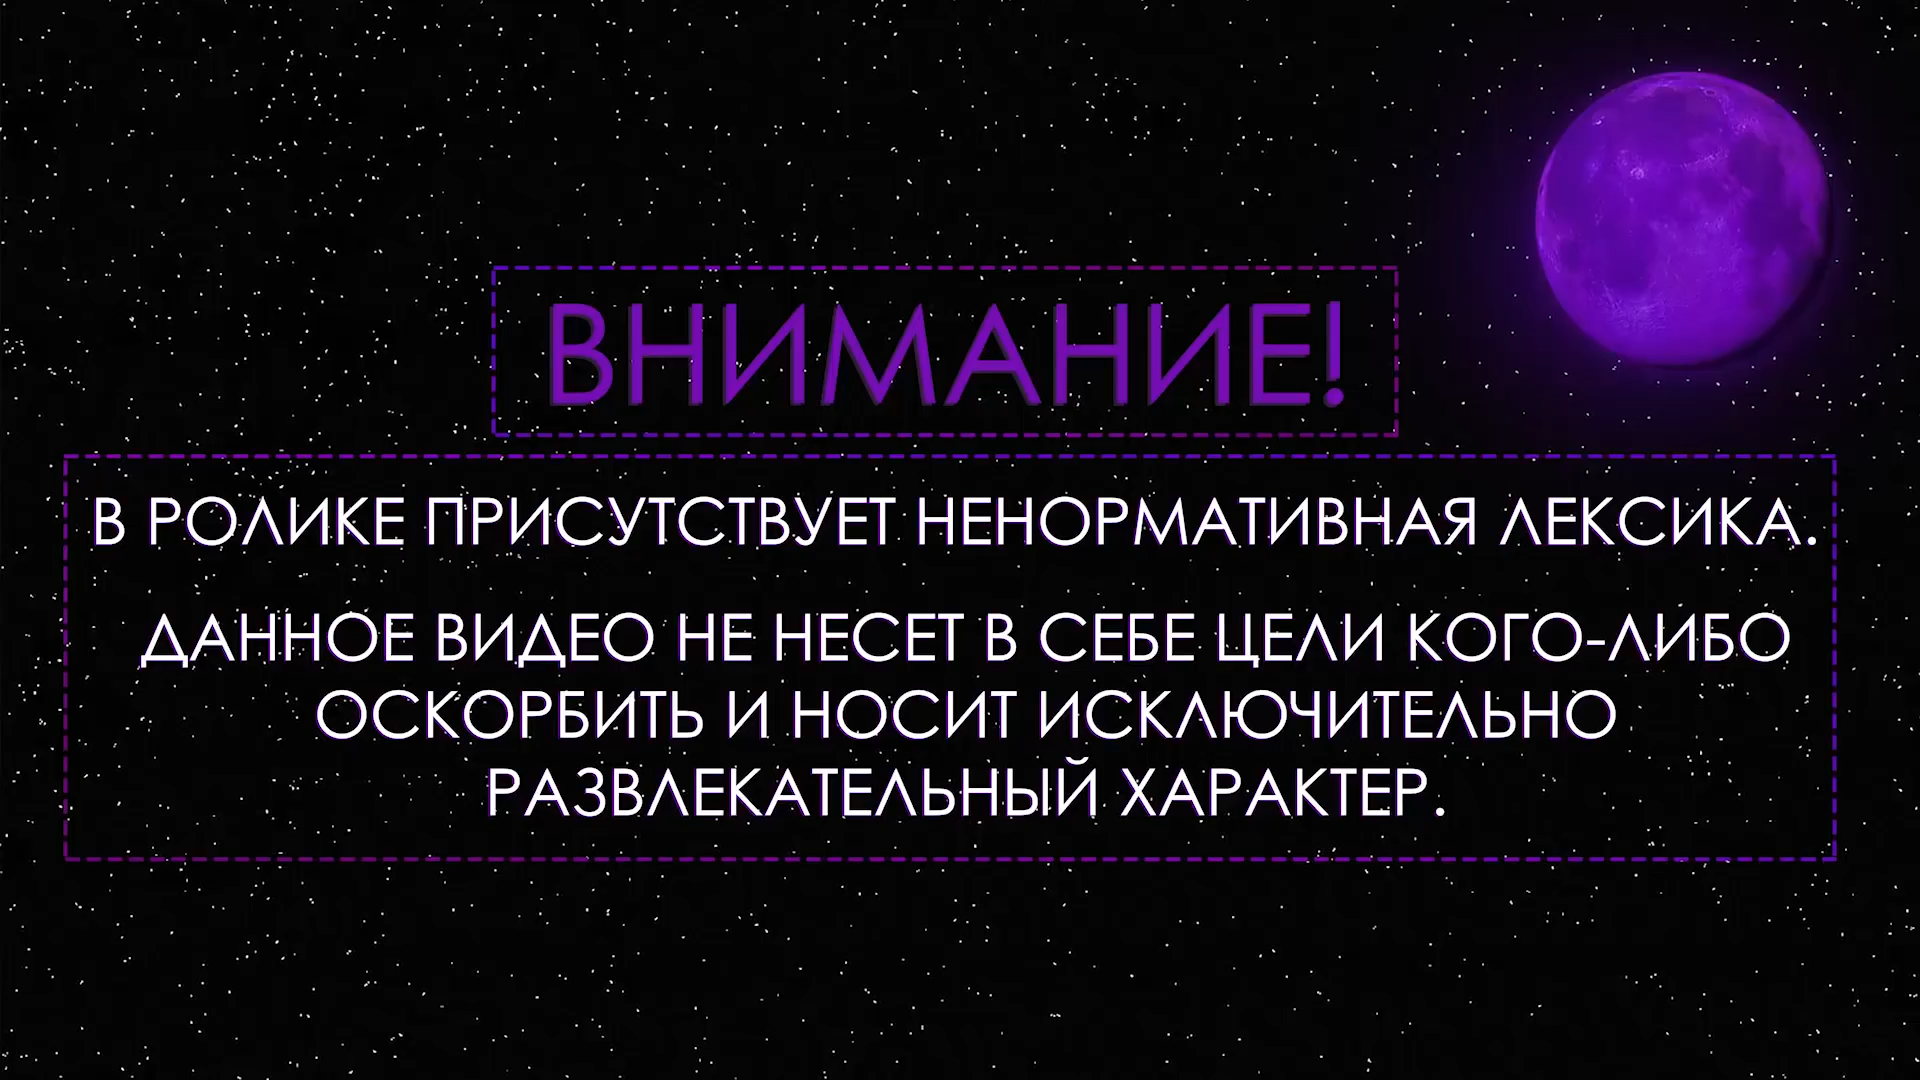 ВНИМАНИЕ!
В РОЛИКЕ ПРИСУТСТВУЕТ НЕНОРМАТИВНАЯ ЛЕКСИКА.
ДАННОЕ ВИДЕО НЕ НЕСЕТ В СЕБЕ ЦЕЛИ КОГО-ЛИБО
ОСКОРБИТЬ И НОСИТ ИСКЛЮЧИТЕЛЬНО
РАЗВЛЕКАТЕЛЬНЫЙ ХАРАКТЕР.